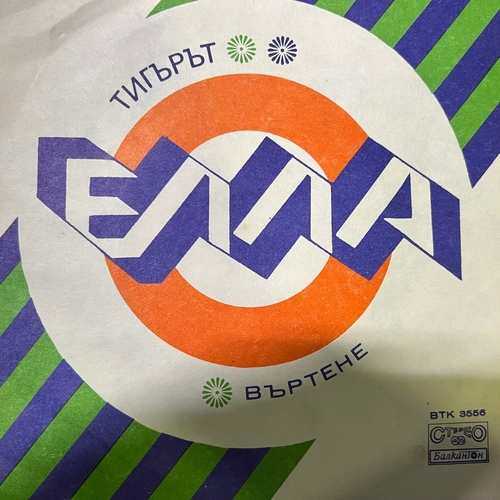 ТИГЪРЪТ
ЕЛЛА
ВЪРТЕНЕ
ВТК 3556
СТЕРЕО
Балкантон